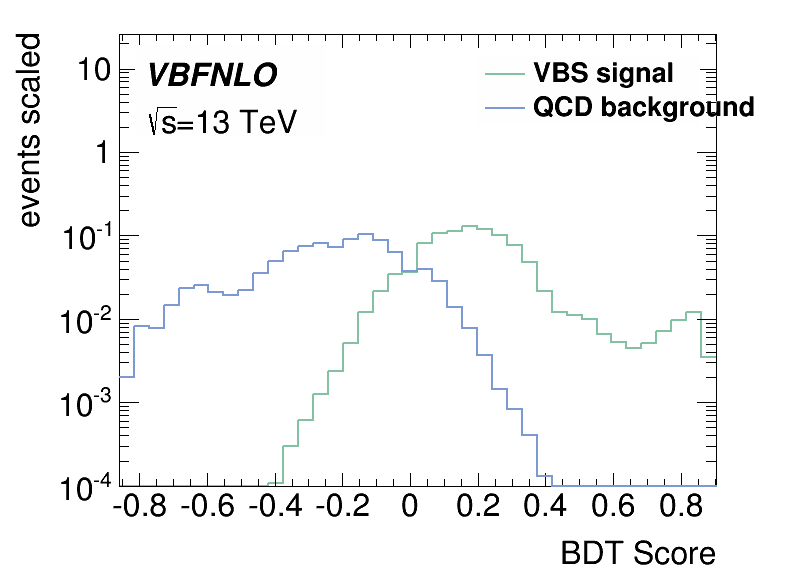 events scaled
10
1
10⁻¹
10⁻²
10⁻³
10⁻⁴
VBFNLO
√s=13 TeV
VBS signal
QCD background
-0.8 -0.6 -0.4 -0.2 0 0.2 0.4 0.6 0.8
BDT Score